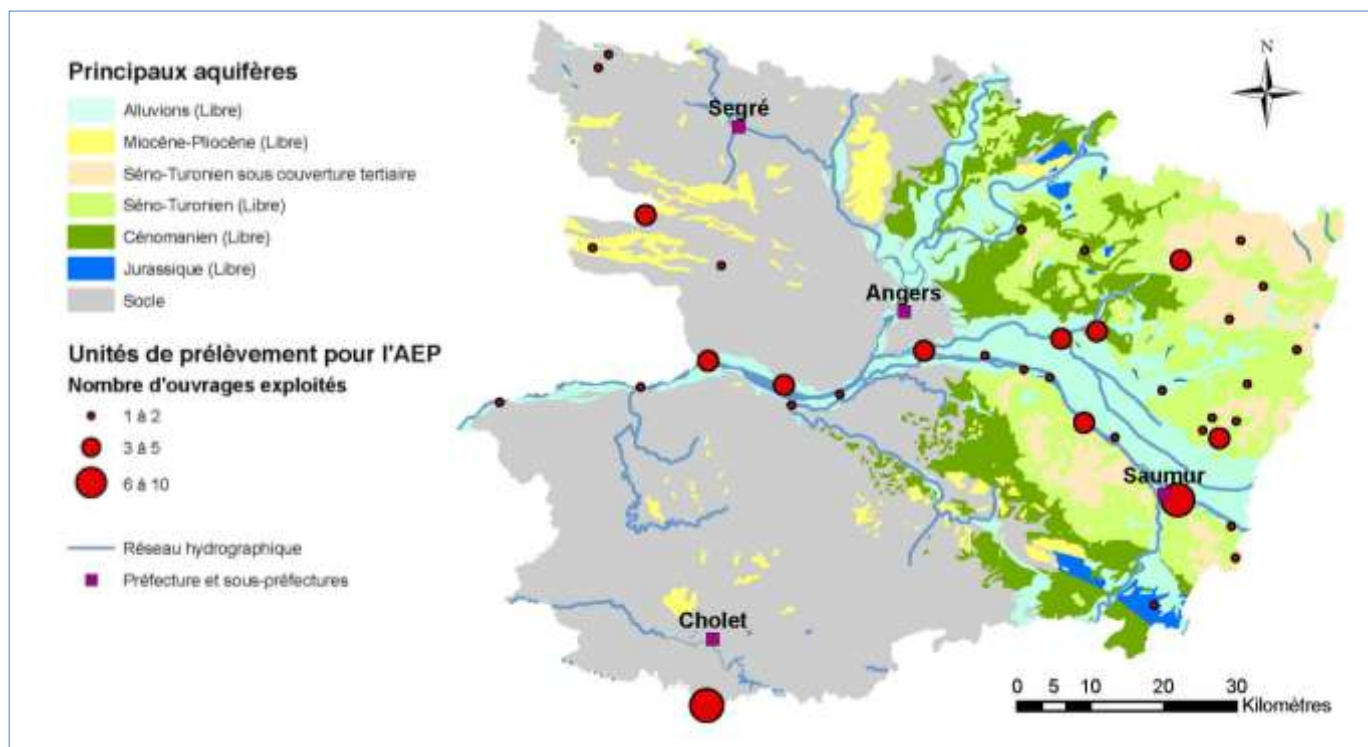 Principaux aquifères
Alluvions (Libre)
Miocène-Pliocène (Libre)
Séno-Turonien sous couverture tertiaire
Séno-Turonien (Libre)
Cénomanien (Libre)
Jurassique (Libre)
Socle
Unités de prélèvement pour l'AEP
Nombre d'ouvrages exploités
1 à 2
3 à 5
6 à 10
Réseau hydrographique
Préfecture et sous-préfectures
N
Segré
Angers
Saumur
Cholet
0 5 10 20 30
Kilomètres